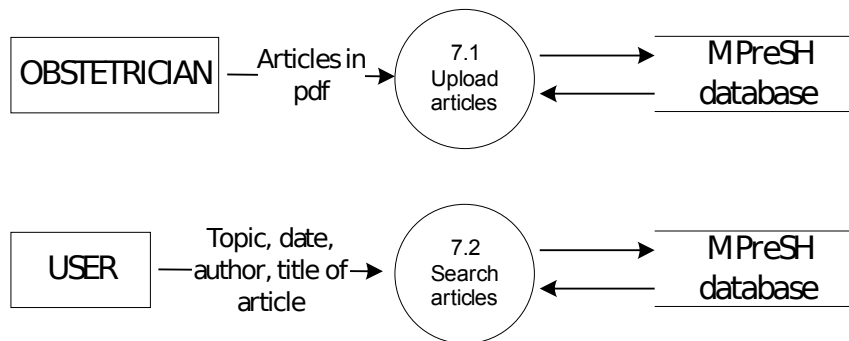 OBSTETRICIAN
Articles in
pdf
7.1
Upload
articles
MPreSH
database
USER
Topic, date,
author, title of
article
7.2
Search
articles
MPreSH
database